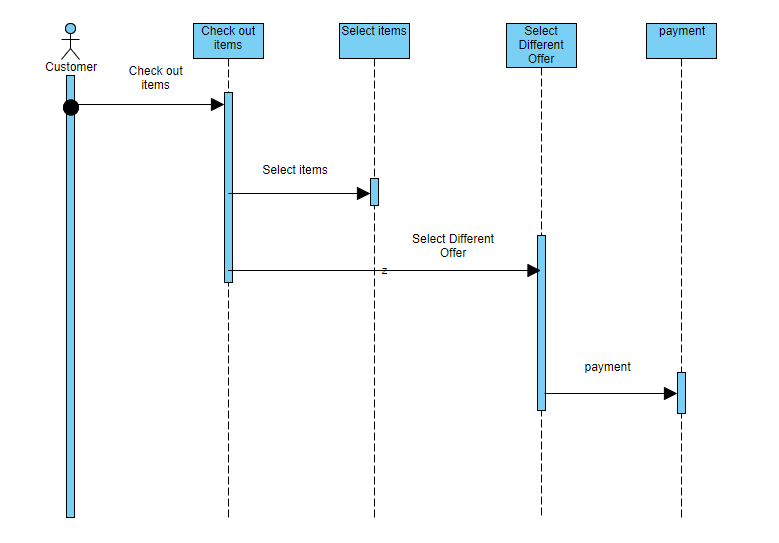 Check out
items
Select items
Select
Different
Offer
payment
Customer
Check out
items
Select items
Select Different
Offer
z
payment